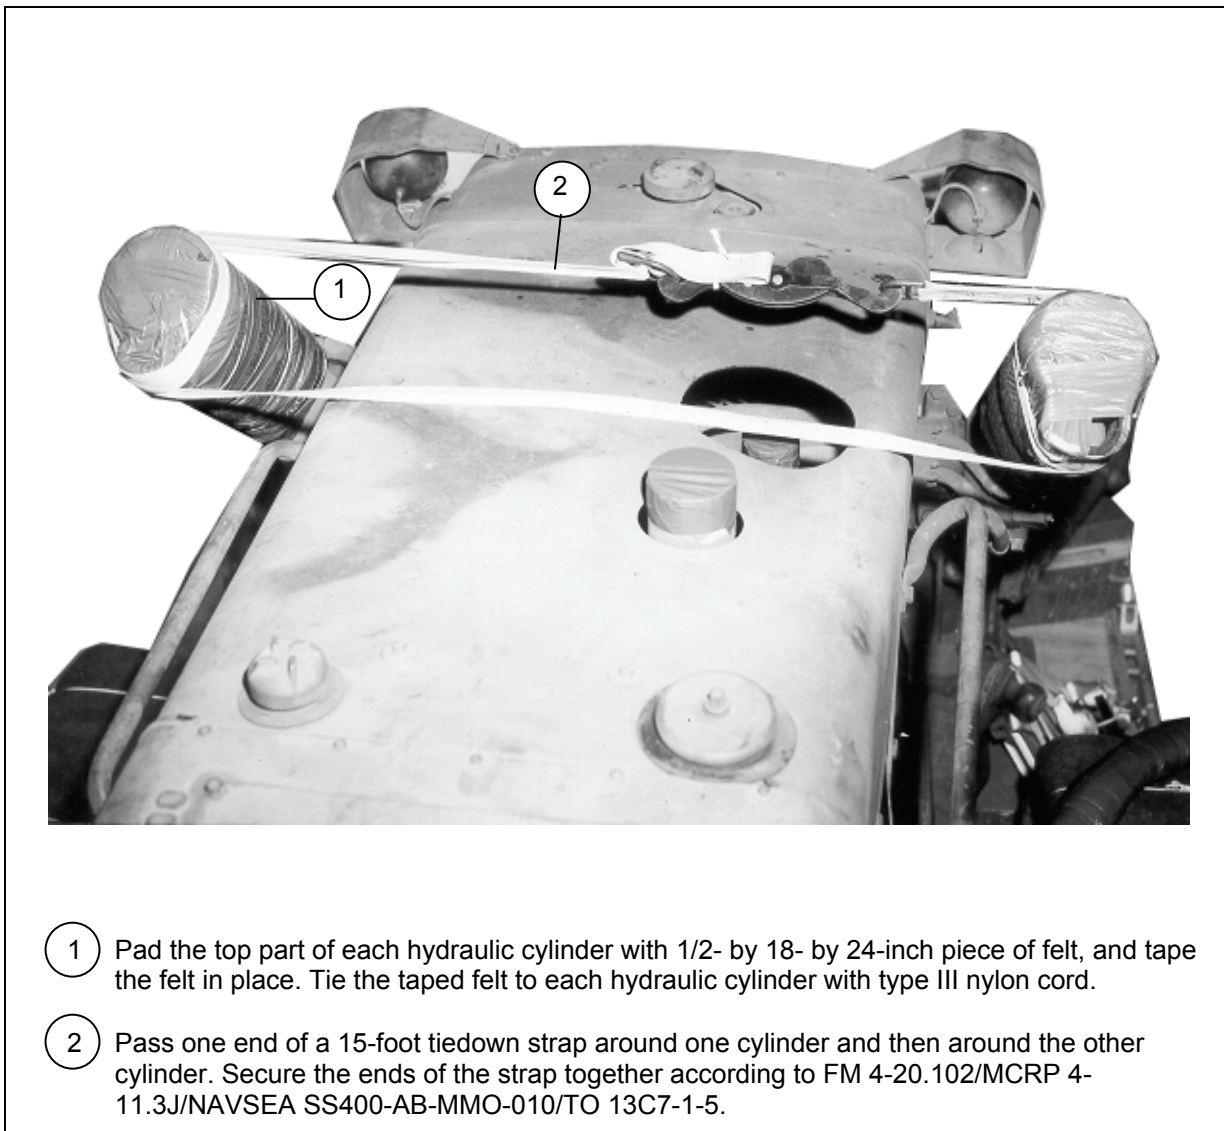 2
1
1 Pad the top part of each hydraulic cylinder with 1/2- by 18- by 24-inch piece of felt, and tape
the felt in place. Tie the taped felt to each hydraulic cylinder with type III nylon cord.
2 Pass one end of a 15-foot tiedown strap around one cylinder and then around the other
cylinder. Secure the ends of the strap together according to FM 4-20.102/MCRP 4-
11.3J/NAVSEA SS400-AB-MMO-010/TO 13C7-1-5.